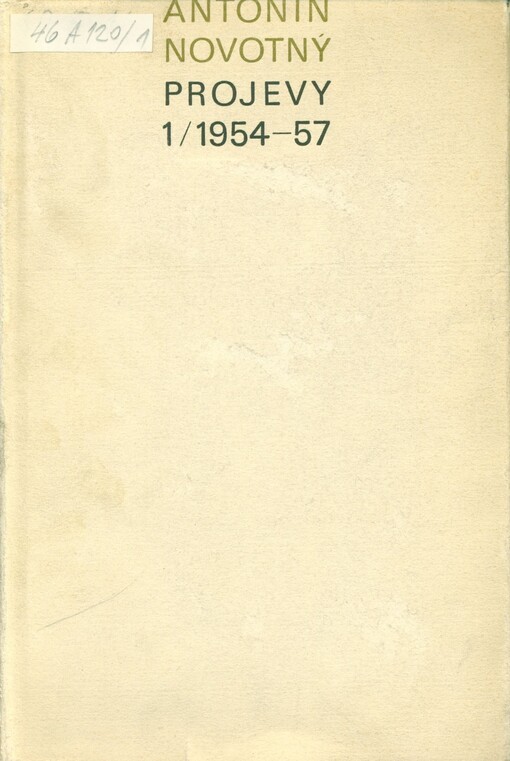 46 A 120/1
ANTONÍN
NOVOTNÝ
PROJEVY
1/1954–57